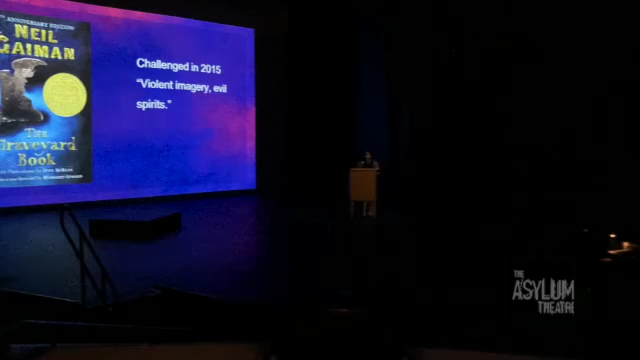 NEIL
GAIMAN
The
Graveyard
Book
Challenged in 2015
"Violent imagery, evil
spirits."
THE
ASYLUM
THEATRE